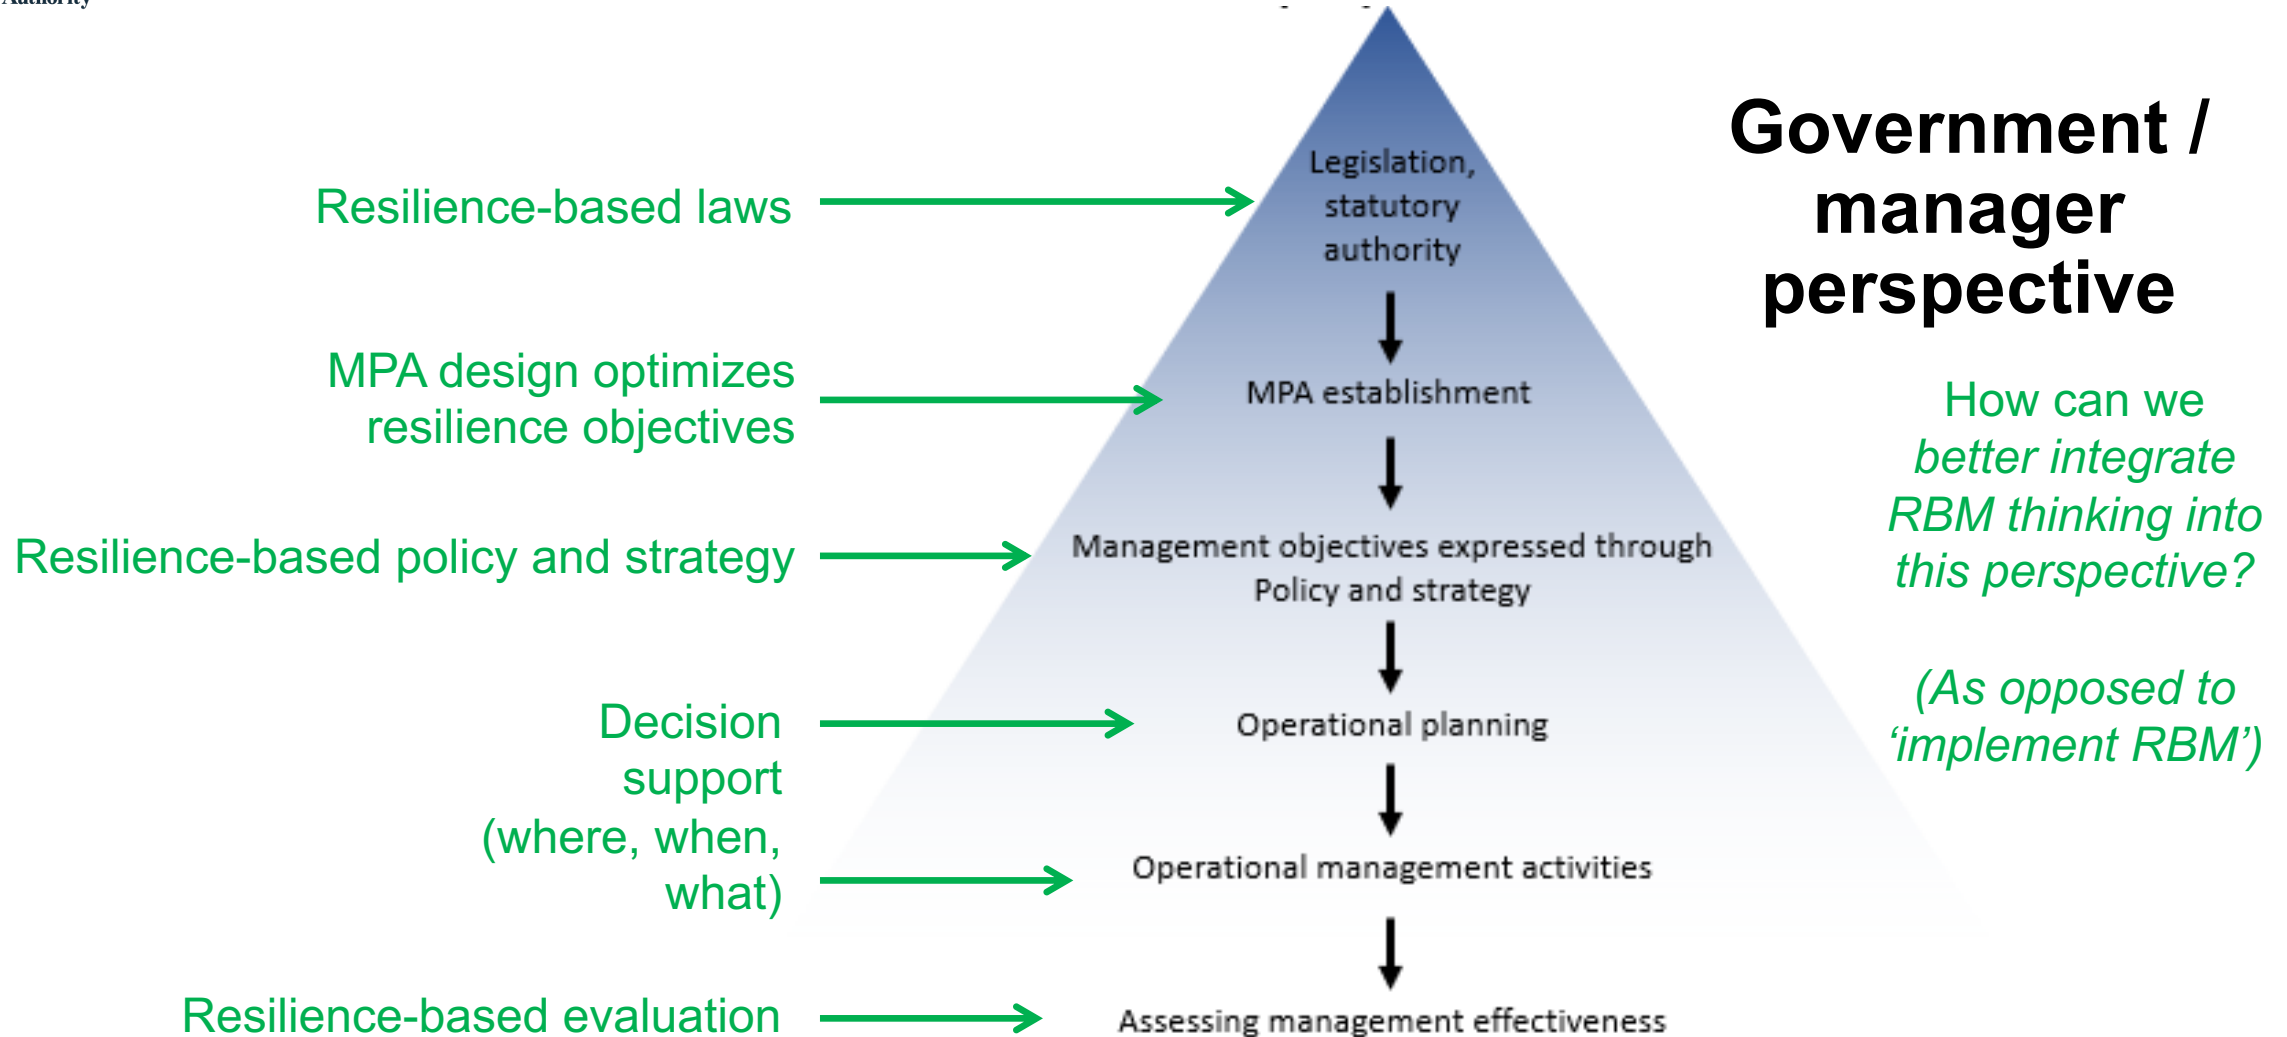 Authority
Government /
manager
perspective
Resilience-based laws
Legislation,
statutory
authority
MPA design optimizes
resilience objectives
MPA establishment
How can we
better integrate
RBM thinking into
this perspective?
(As opposed to
‘implement RBM’)
Resilience-based policy and strategy
Management objectives expressed through
Policy and strategy
Decision
support
(where, when,
what)
Operational planning
Operational management activities
Resilience-based evaluation
Assessing management effectiveness